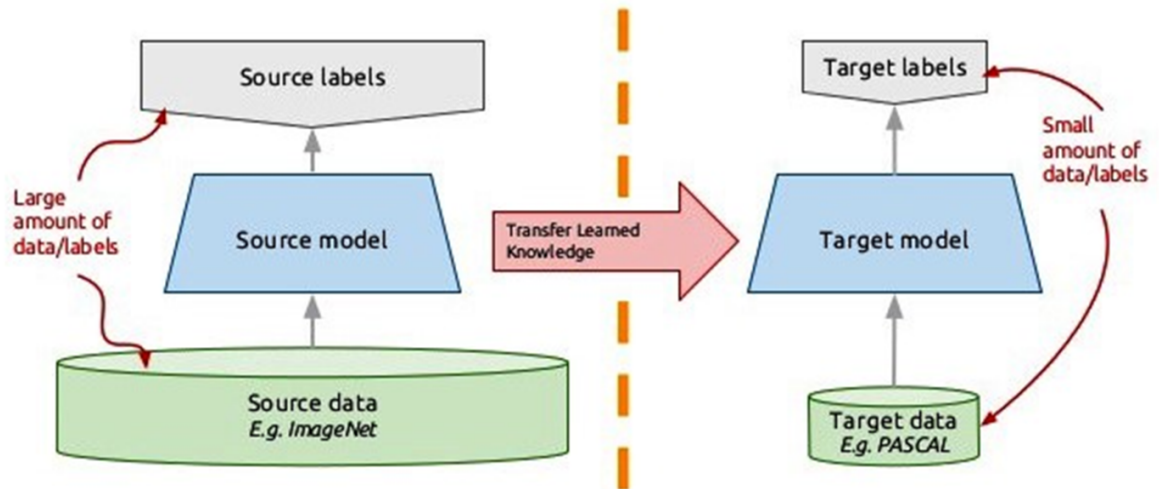 Source labels
Large
amount of
data/labels
Source model
Source data
E.g. ImageNet
Transfer Learned
Knowledge
Target labels
Small
amount of
data/labels
Target model
Target data
E.g. PASCAL